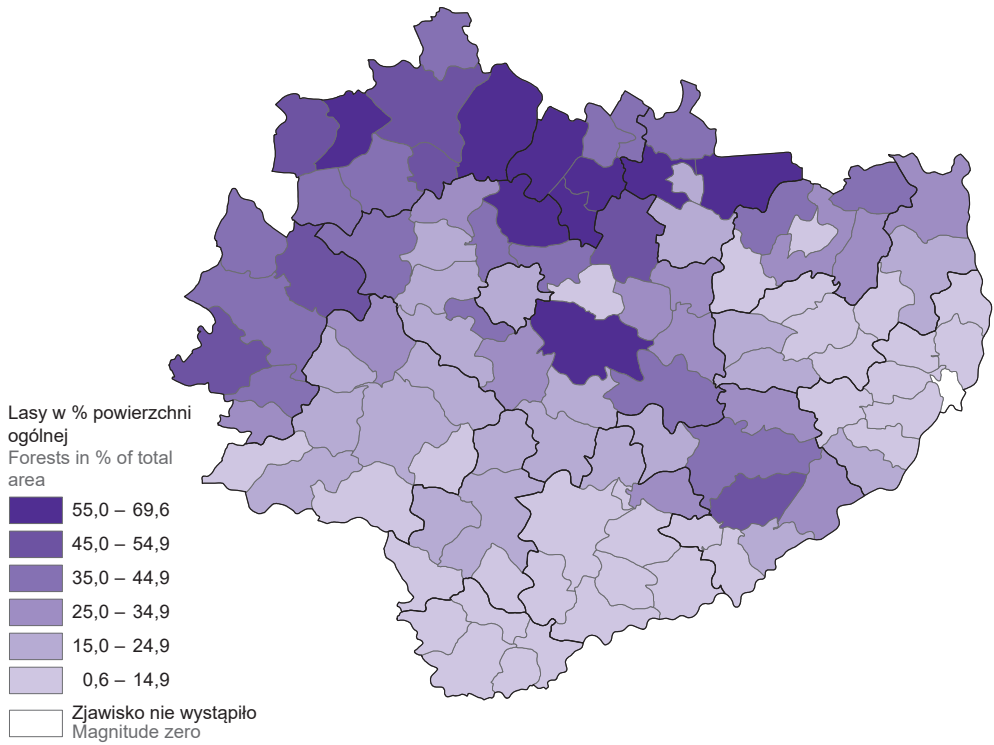 Lasy w % powierzchni
ogólnej
Forests in % of total
area
55,0 – 69,6
45,0 – 54,9
35,0 – 44,9
25,0 – 34,9
15,0 – 24,9
0,6 – 14,9
Zjawisko nie wystąpiło
Magnitude zero